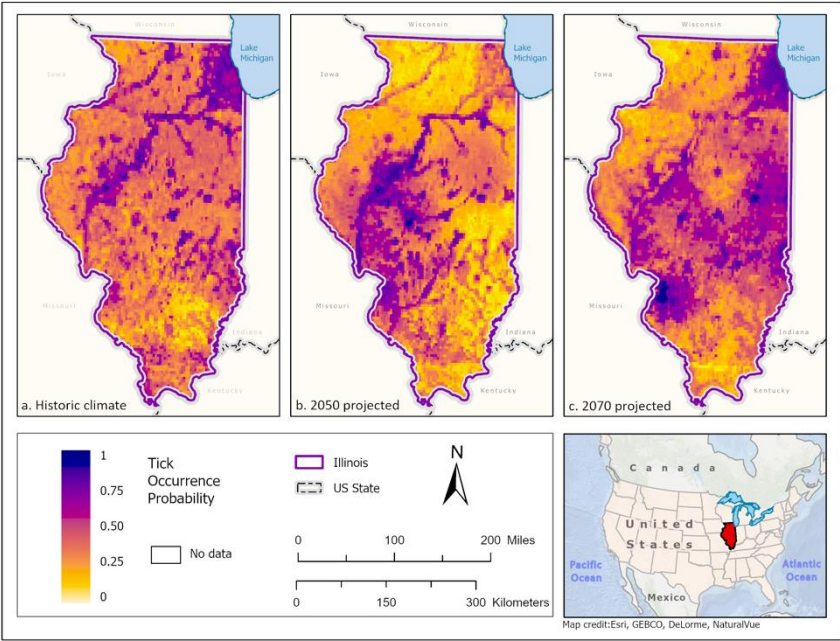 Wisconsin
Lake
Michigan
Iowa
Missouri
Indiana
Kentucky
a. Historic climate
Wisconsin
Lake
Michigan
Iowa
Missouri
Indiana
Kentucky
b. 2050 projected
Wisconsin
Lake
Michigan
Iowa
Missouri
Indiana
Kentucky
c. 2070 projected
1
0.75
0.50
0.25
0
Tick
Occurrence
Probability
No data
Illinois
US State
N
0 100 200 Miles
0 150 300 Kilometers
Canada
United
States
Pacific
Ocean
Atlantic
Ocean
Mexico
Map credit:Esri, GEBCO, DeLorme, NaturalVue